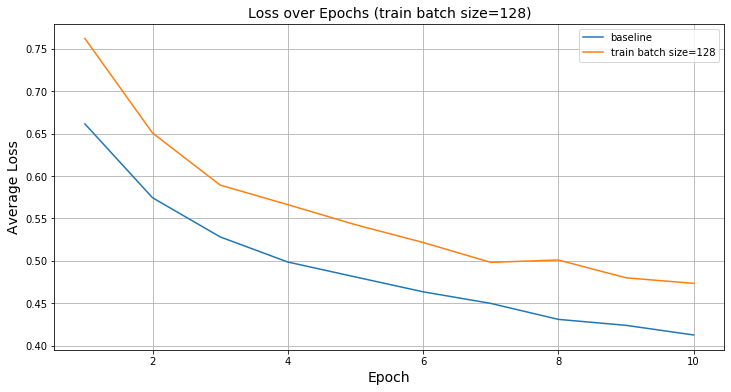 Loss over Epochs (train batch size=128)
baseline
train batch size=128
Average Loss
0.75
0.70
0.65
0.60
0.55
0.50
0.45
0.40
2 4 6 8 10
Epoch